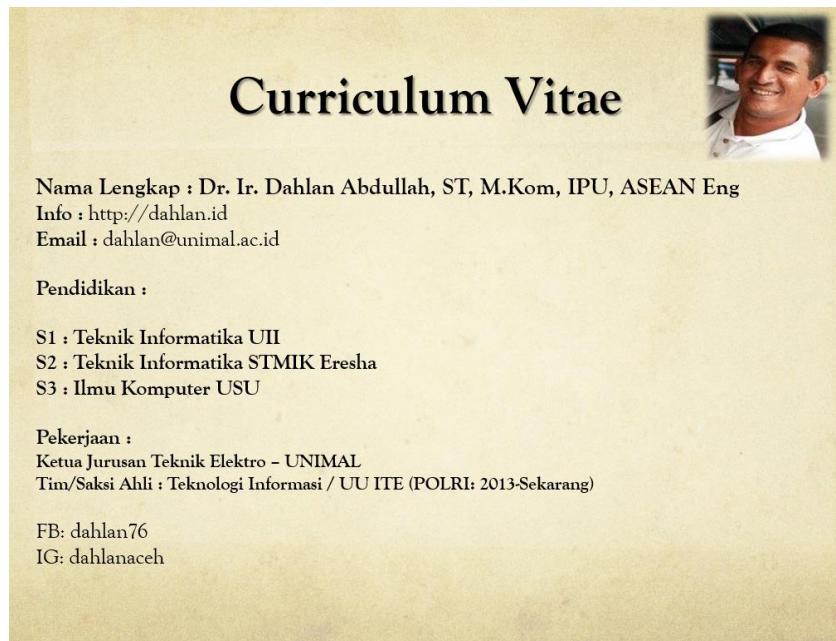 Curriculum Vitae
Nama Lengkap : Dr. Ir. Dahlan Abdullah, ST, M.Kom, IPU, ASEAN Eng
Info : http://dahlan.id
Email : dahlan@unimal.ac.id
Pendidikan :
S1 : Teknik Informatika UII
S2 : Teknik Informatika STMIK Eresha
S3 : Ilmu Komputer USU
Pekerjaan :
Ketua Jurusan Teknik Elektro – UNIMAL
Tim/Saksi Ahli : Teknologi Informasi / UU ITE (POLRI: 2013-Sekarang)
FB: dahlan76
IG: dahlanaceh